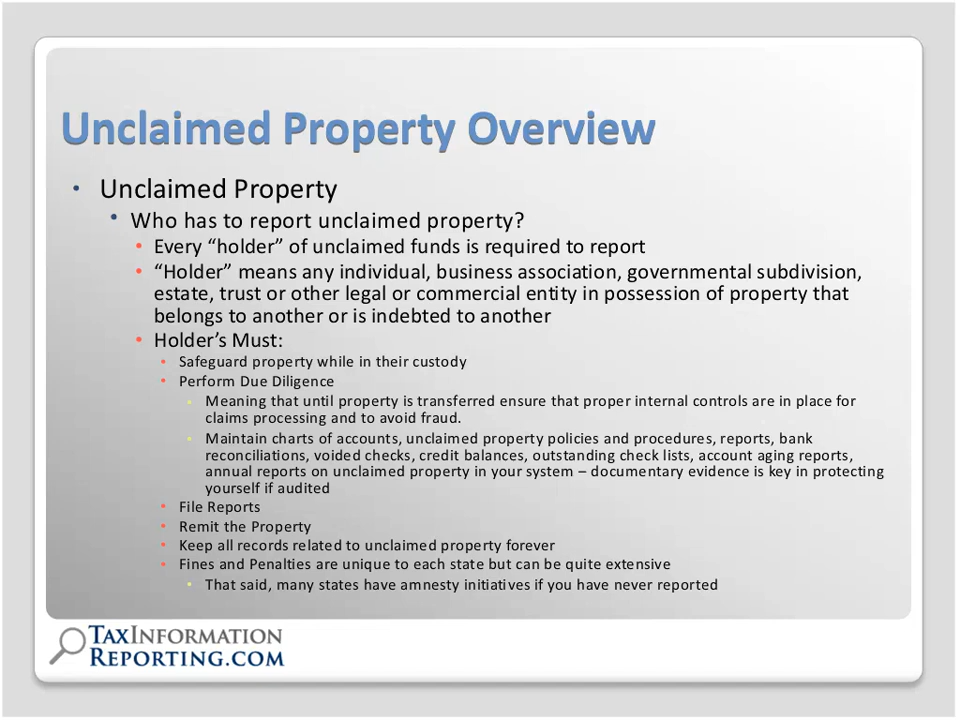 Unclaimed Property Overview
• Unclaimed Property
• Who has to report unclaimed property?
• Every “holder” of unclaimed funds is required to report
• “Holder” means any individual, business association, governmental subdivision,
estate, trust or other legal or commercial entity in possession of property that
belongs to another or is indebted to another
• Holder’s Must:
• Safeguard property while in their custody
• Perform Due Diligence
• Meaning that until property is transferred ensure that proper internal controls are in place for
claims processing and to avoid fraud.
• Maintain charts of accounts, unclaimed property policies and procedures, reports, bank
reconciliations, voided checks, credit balances, outstanding check lists, account aging reports,
annual reports on unclaimed property in your system – documentary evidence is key in protecting
yourself if audited
• File Reports
• Remit the Property
• Keep all records related to unclaimed property forever
• Fines and Penalties are unique to each state but can be quite extensive
• That said, many states have amnesty initiatives if you have never reported
TAXINFORMATION
REPORTING.COM